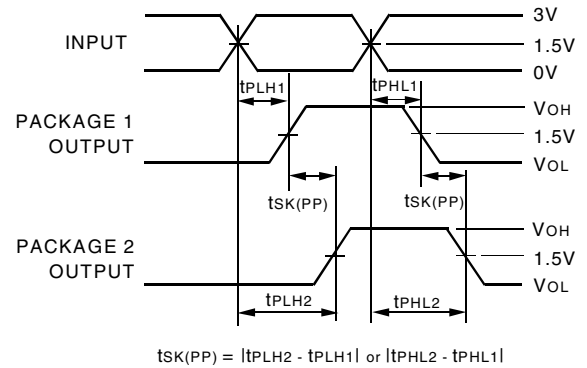 INPUT
3V
1.5V
0V
tPLH1
tPHL1
PACKAGE 1
OUTPUT
VOH
1.5V
VOL
tSK(PP)
tSK(PP)
PACKAGE 2
OUTPUT
VOH
1.5V
VOL
tPLH2
tPHL2
tSK(PP) = |tPLH2 - tPLH1| or |tPHL2 - tPHL1|